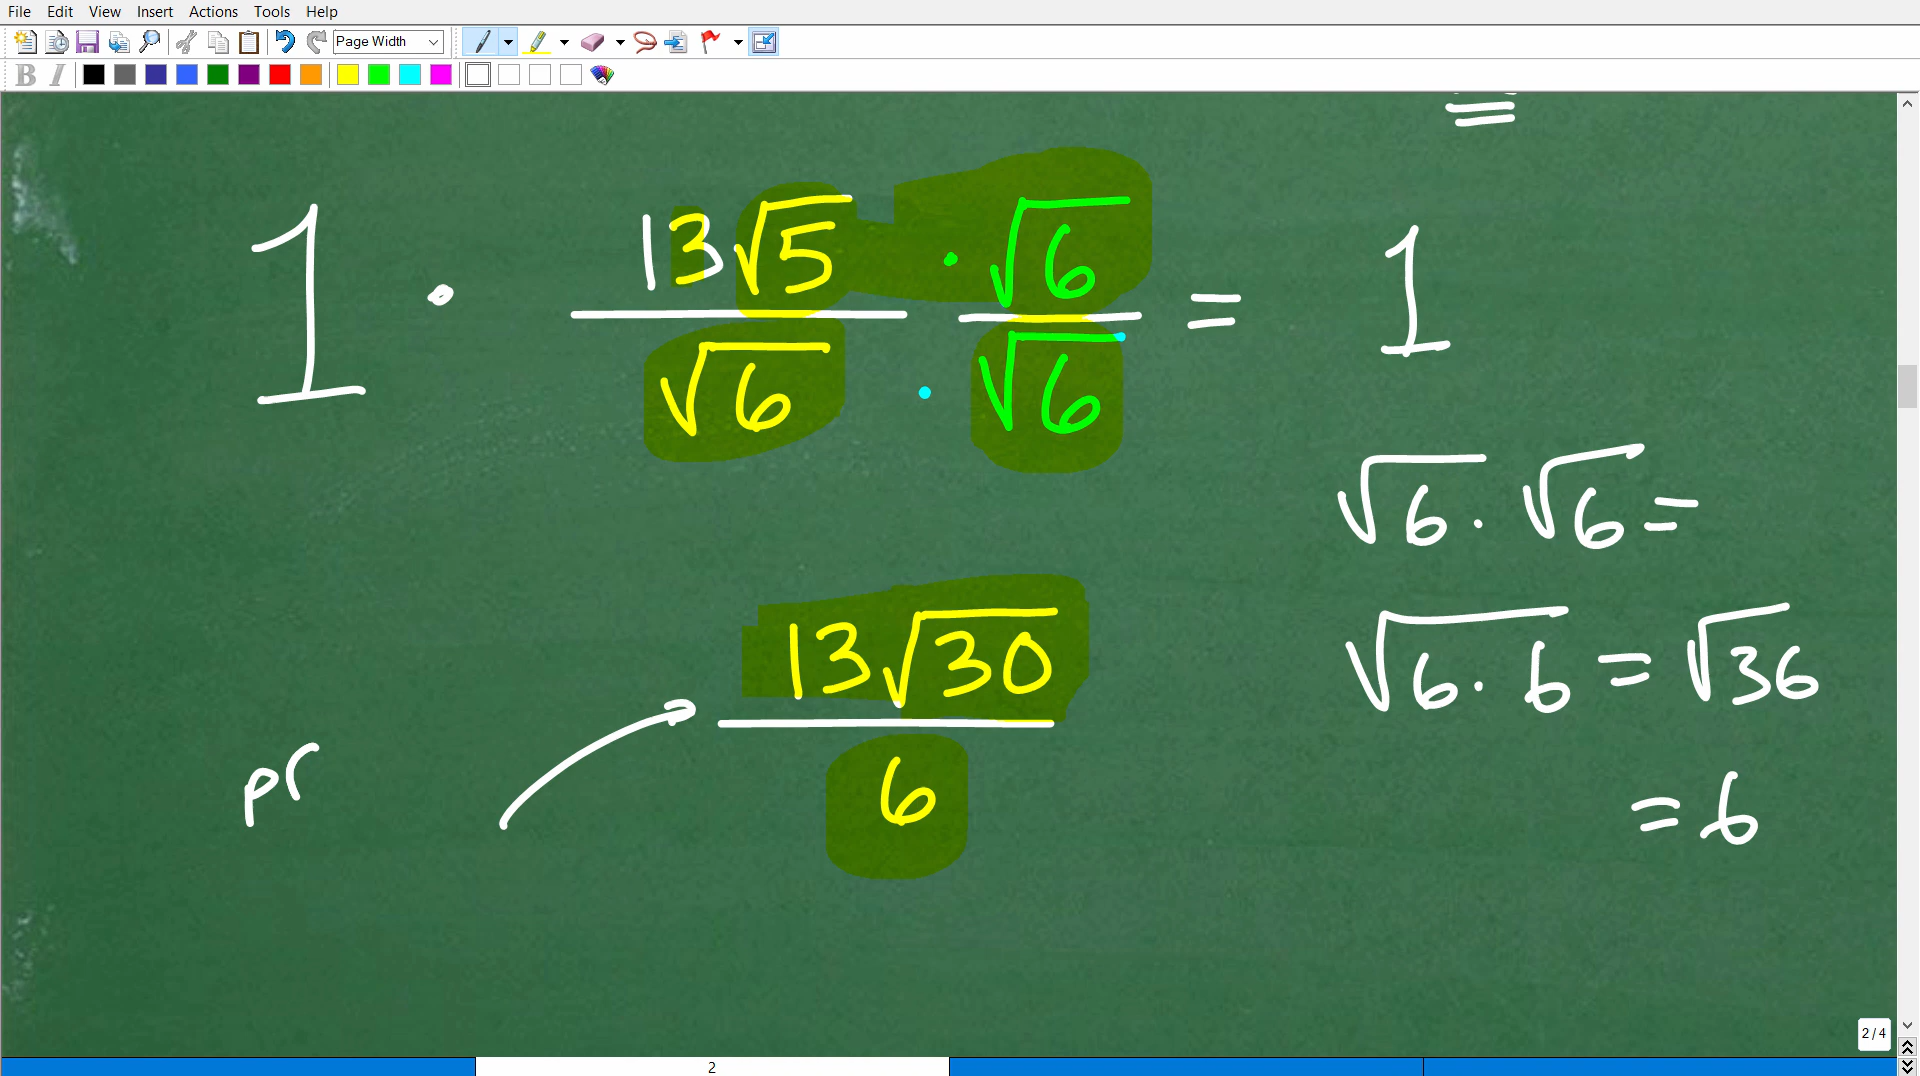 File Edit View Insert Actions Tools Help
Page Width
B I
1 · 13√5/√6 · √6/√6 = 1
√6 · √6 =
13√30/6
√6 · 6 = √36
= 6
pr
2 / 4
2